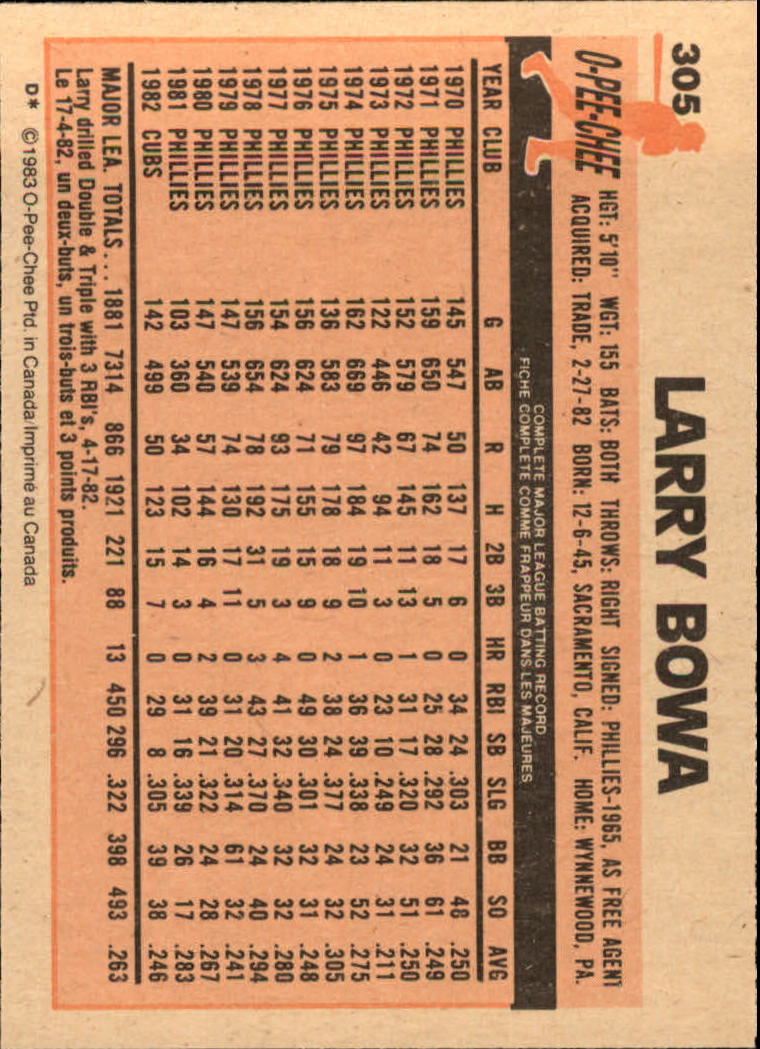 305 LARRY BOWA
O-PEE-CHEE
HGT: 5'10" WGT: 155 BATS: BOTH THROWS: RIGHT SIGNED: PHILLIES-1965, AS FREE AGENT
ACQUIRED: TRADE, 2-27-82 BORN: 12-6-45, SACRAMENTO, CALIF. HOME: WYNNEWOOD, PA.
COMPLETE MAJOR LEAGUE BATTING RECORD
FICHE COMPLETE COMME FRAPPEUR DANS LES MAJEURES
YEAR CLUB G AB R H 2B 3B HR RBI SB SLG BB SO AVG
1970 PHILLIES 145 547 50 137 17 6 0 34 24 .303 21 48 .250
1971 PHILLIES 159 650 74 162 18 5 0 25 28 .292 36 61 .249
1972 PHILLIES 152 579 67 145 11 13 1 31 17 .320 32 51 .250
1973 PHILLIES 122 446 42 94 11 3 0 23 10 .249 24 31 .211
1974 PHILLIES 162 669 97 184 19 10 1 36 39 .338 23 52 .275
1975 PHILLIES 136 583 79 178 18 9 2 38 24 .377 24 32 .305
1976 PHILLIES 156 624 71 155 15 9 0 49 30 .301 32 31 .248
1977 PHILLIES 154 624 93 175 19 3 4 41 32 .340 32 32 .280
1978 PHILLIES 156 654 78 192 31 5 3 43 27 .370 24 40 .294
1979 PHILLIES 147 539 74 130 17 11 0 31 20 .314 61 32 .241
1980 PHILLIES 147 540 57 144 16 4 2 39 21 .322 24 28 .267
1981 PHILLIES 103 360 34 102 14 3 0 31 16 .339 26 17 .283
1982 CUBS 142 499 50 123 15 7 0 29 8 .305 39 38 .246
MAJOR LEA. TOTALS... 1881 7314 866 1921 221 88 13 450 296 .322 398 493 .263
Larry drilled Double & Triple with 3 RBI's, 4-17-82.
Le 17-4-82, un deux-buts, un trois-buts et 3 points produits.
D* © 1983 O-Pee-Chee Ptd. in Canada/Imprimé au Canada